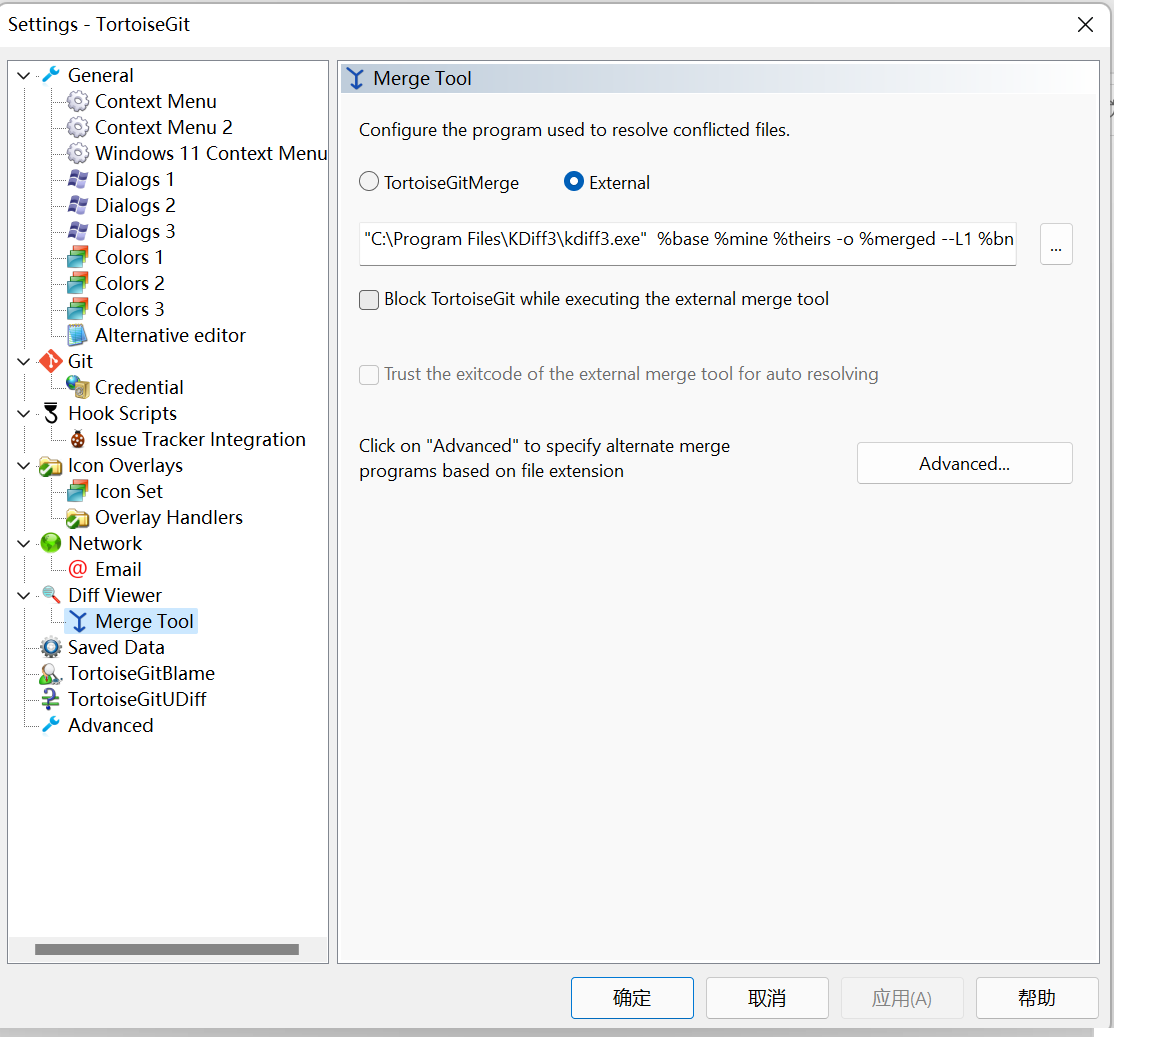 Settings - TortoiseGit
General
Context Menu
Context Menu 2
Windows 11 Context Menu
Dialogs 1
Dialogs 2
Dialogs 3
Colors 1
Colors 2
Colors 3
Alternative editor
Git
Credential
Hook Scripts
Issue Tracker Integration
Icon Overlays
Icon Set
Overlay Handlers
Network
Email
Diff Viewer
Merge Tool
Saved Data
TortoiseGitBlame
TortoiseGitUDiff
Advanced
Merge Tool
Configure the program used to resolve conflicted files.
TortoiseGitMerge External
"C:\Program Files\KDiff3\kdiff3.exe"  %base %mine %theirs -o %merged --L1 %bn
...
Block TortoiseGit while executing the external merge tool
Trust the exitcode of the external merge tool for auto resolving
Click on "Advanced" to specify alternate merge
programs based on file extension
Advanced...
确定 取消 应用(A) 帮助